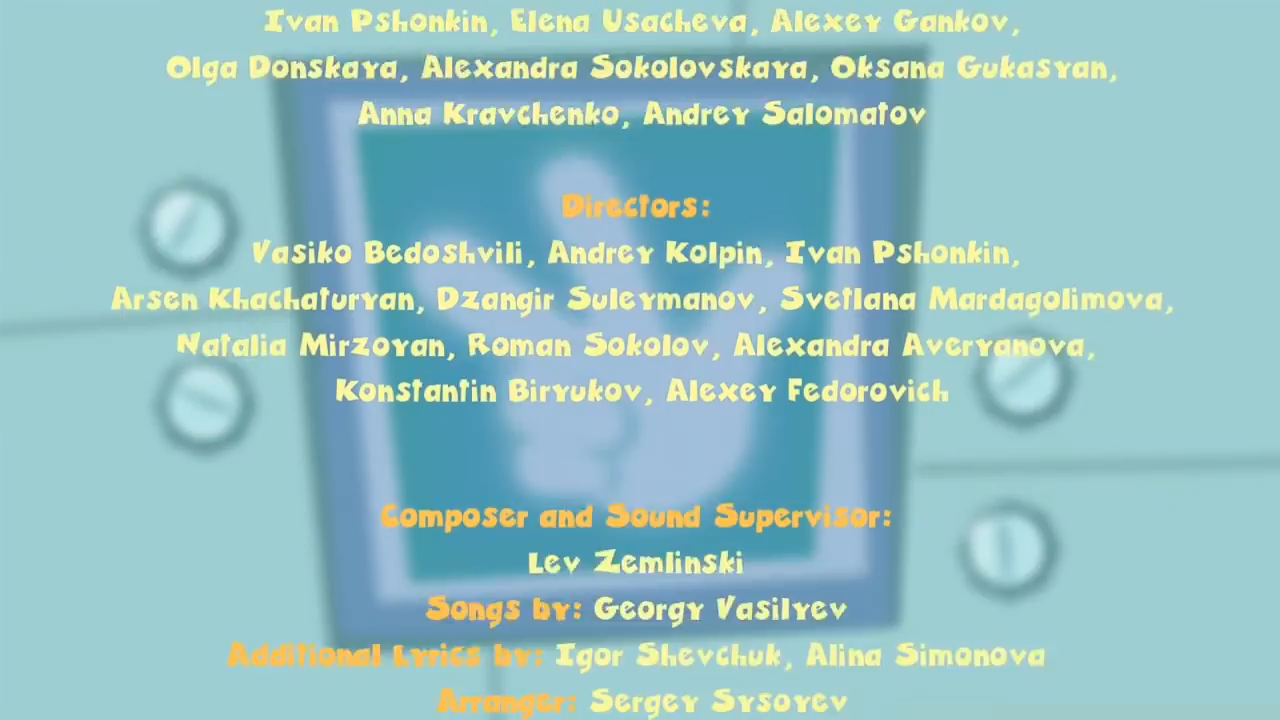 Ivan Pshonkin, Elena Usacheva, Alexey Gankov,
Olga Donskaya, Alexandra Sokolovskaya, Oksana Gukasyan,
Anna Kravchenko, Andrey Salomatov
Directors:
Vasiko Bedoshvili, Andrey Kolpin, Ivan Pshonkin,
Arsen Khachaturyan, Dzangir Suleymanov, Svetlana Mardagolimova,
Natalia Mirzoyan, Roman Sokolov, Alexandra Averyanova,
Konstantin Biryukov, Alexey Fedorovich
Composer and Sound Supervisor:
Lev Zemlinski
Songs by: Georgy Vasilyev
Additional Lyrics by: Igor Shevchuk, Alina Simonova
Arranger: Sergey Sysoyev